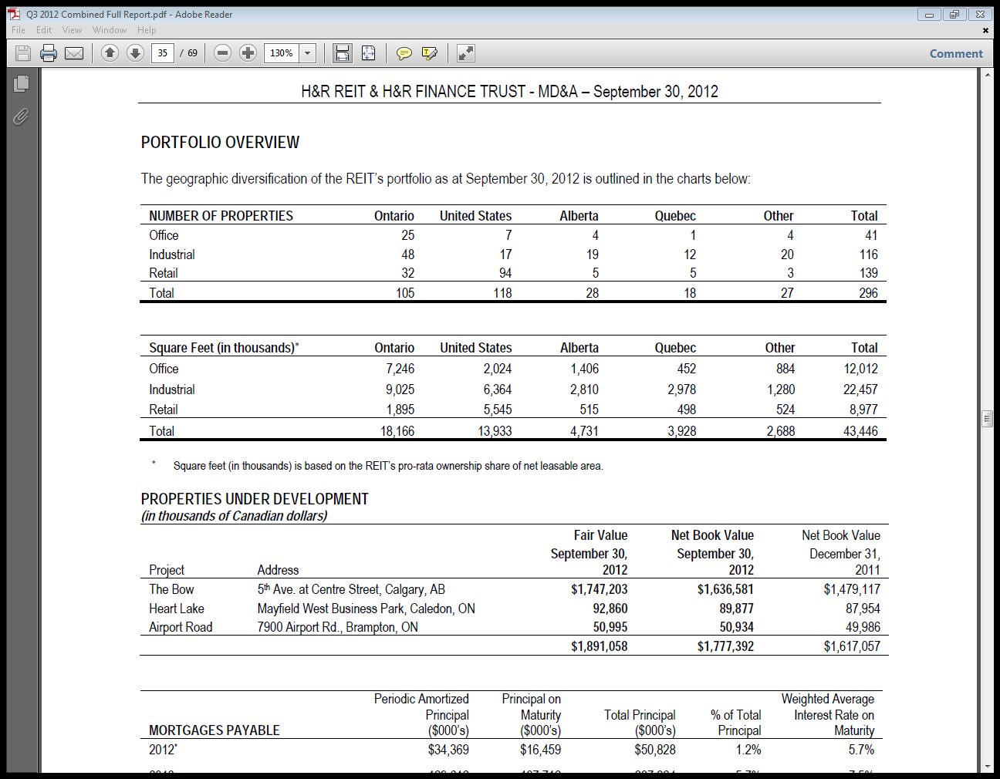 Q3 2012 Combined Full Report.pdf - Adobe Reader
File Edit View Window Help
35 / 69 130% Comment
H&R REIT & H&R FINANCE TRUST - MD&A – September 30, 2012
PORTFOLIO OVERVIEW
The geographic diversification of the REIT's portfolio as at September 30, 2012 is outlined in the charts below:
NUMBER OF PROPERTIES Ontario United States Alberta Quebec Other Total
Office 25 7 4 1 4 41
Industrial 48 17 19 12 20 116
Retail 32 94 5 5 3 139
Total 105 118 28 18 27 296
Square Feet (in thousands)* Ontario United States Alberta Quebec Other Total
Office 7,246 2,024 1,406 452 884 12,012
Industrial 9,025 6,364 2,810 2,978 1,280 22,457
Retail 1,895 5,545 515 498 524 8,977
Total 18,166 13,933 4,731 3,928 2,688 43,446
* Square feet (in thousands) is based on the REIT's pro-rata ownership share of net leasable area.
PROPERTIES UNDER DEVELOPMENT
(in thousands of Canadian dollars)
Fair Value Net Book Value Net Book Value
September 30, September 30, December 31,
Project Address 2012 2012 2011
The Bow 5th Ave. at Centre Street, Calgary, AB $1,747,203 $1,636,581 $1,479,117
Heart Lake Mayfield West Business Park, Caledon, ON 92,860 89,877 87,954
Airport Road 7900 Airport Rd., Brampton, ON 50,995 50,934 49,986
$1,891,058 $1,777,392 $1,617,057
Periodic Amortized Principal on Weighted Average
Principal Maturity Total Principal % of Total Interest Rate on
MORTGAGES PAYABLE ($000's) ($000's) ($000's) Principal Maturity
2012* $34,369 $16,459 $50,828 1.2% 5.7%